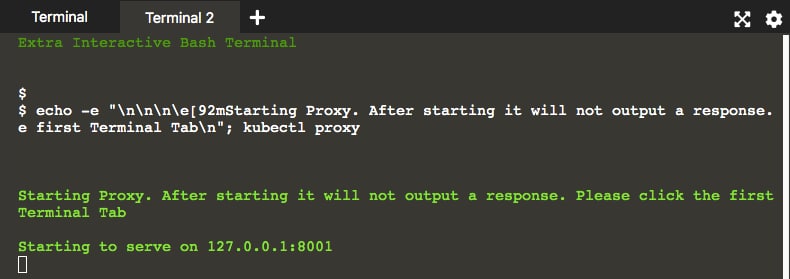 Terminal Terminal 2 +
Extra Interactive Bash Terminal
$
$ echo -e "\n\n\n\e[92mStarting Proxy. After starting it will not output a response.
e first Terminal Tab\n"; kubectl proxy
Starting Proxy. After starting it will not output a response. Please click the first
Terminal Tab
Starting to serve on 127.0.0.1:8001